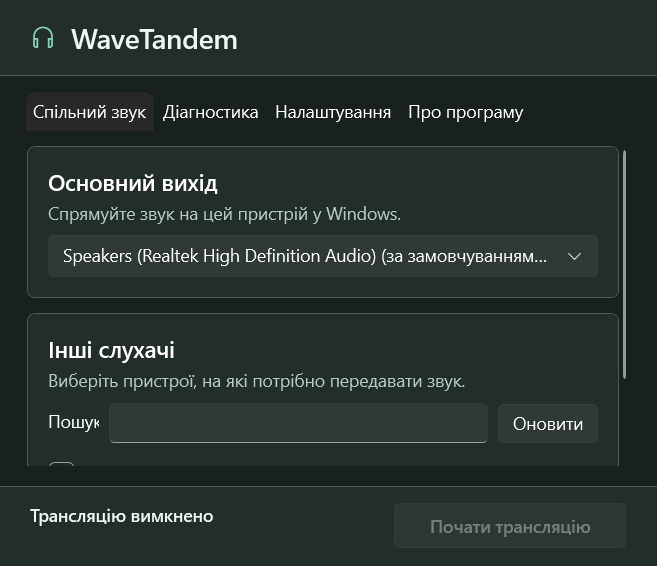 WaveTandem
Спільний звук Діагностика Налаштування Про програму
Основний вихід
Спрямуйте звук на цей пристрій у Windows.
Speakers (Realtek High Definition Audio) (за замовчуванням...
Інші слухачі
Виберіть пристрої, на які потрібно передавати звук.
Пошук Оновити
Трансляцію вимкнено
Почати трансляцію